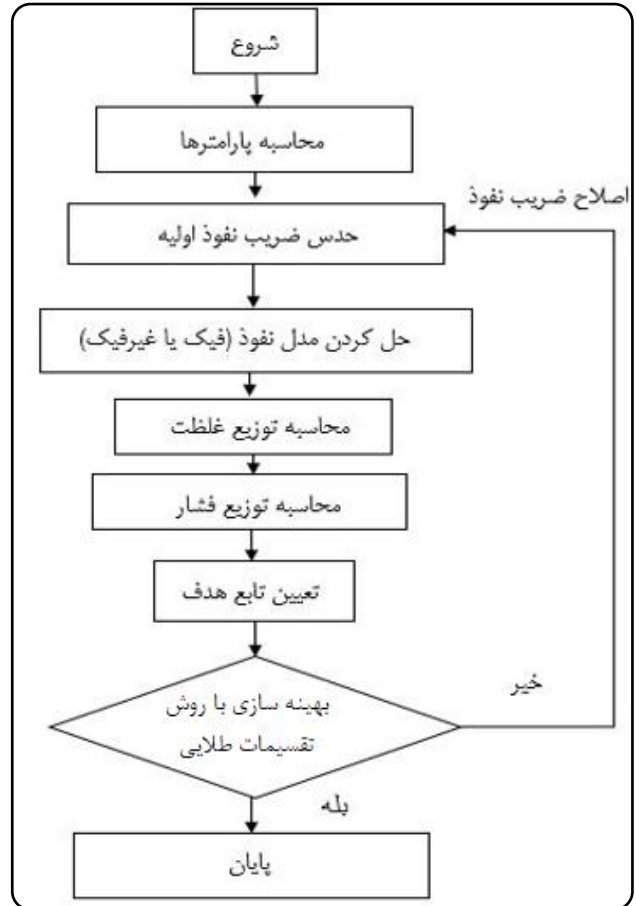 شروع
محاسبه پارامترها
اصلاح ضریب نفوذ
حدس ضریب نفوذ اولیه
حل کردن مدل نفوذ (فیک یا غیرفیک)
محاسبه توزیع غلظت
محاسبه توزیع فشار
تعیین تابع هدف
بهینه سازی با روش
تقسیمات طلایی
خیر
بله
پایان